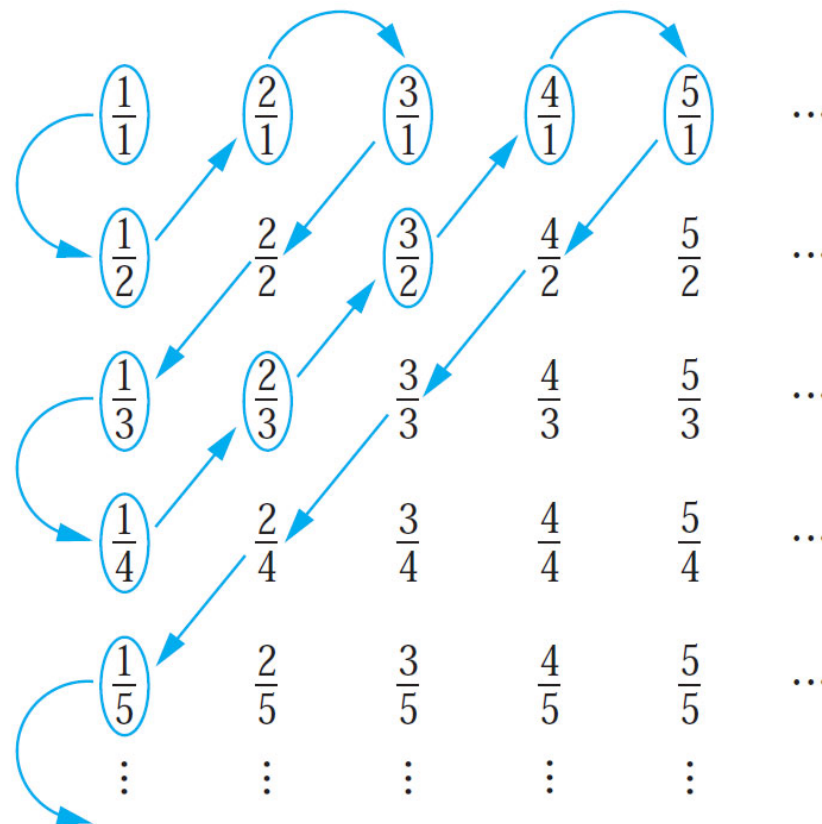 1/1 2/1 3/1 4/1 5/1 ...
1/2 2/2 3/2 4/2 5/2 ...
1/3 2/3 3/3 4/3 5/3 ...
1/4 2/4 3/4 4/4 5/4 ...
1/5 2/5 3/5 4/5 5/5 ...
⋮ ⋮ ⋮ ⋮ ⋮